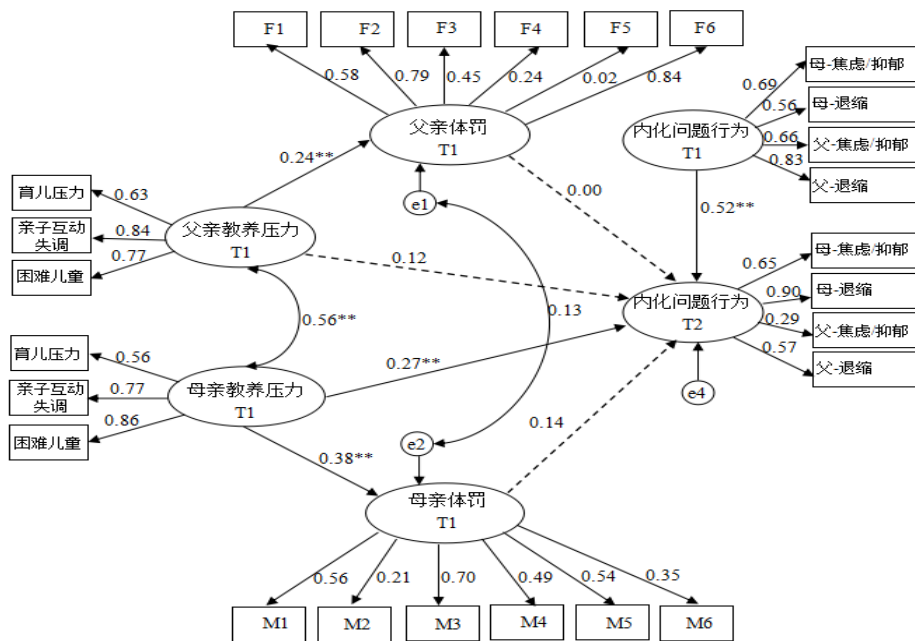 F1
F2
F3
F4
F5
F6
0.58
0.79
0.45
0.24
0.02
0.84
父亲体罚
T1
内化问题行为
T1
0.69
0.56
0.66
0.83
母-焦虑/抑郁
母-退缩
父-焦虑/抑郁
父-退缩
0.24**
e1
0.00
0.52**
育儿压力
亲子互动
失调
困难儿童
0.63
0.84
0.77
父亲教养压力
T1
0.12
0.13
0.56**
内化问题行为
T2
0.65
0.90
0.29
0.57
母-焦虑/抑郁
母-退缩
父-焦虑/抑郁
父-退缩
e4
育儿压力
亲子互动
失调
困难儿童
0.56
0.77
0.86
母亲教养压力
T1
0.27**
0.14
0.38**
e2
母亲体罚
T1
0.56
0.21
0.70
0.49
0.54
0.35
M1
M2
M3
M4
M5
M6